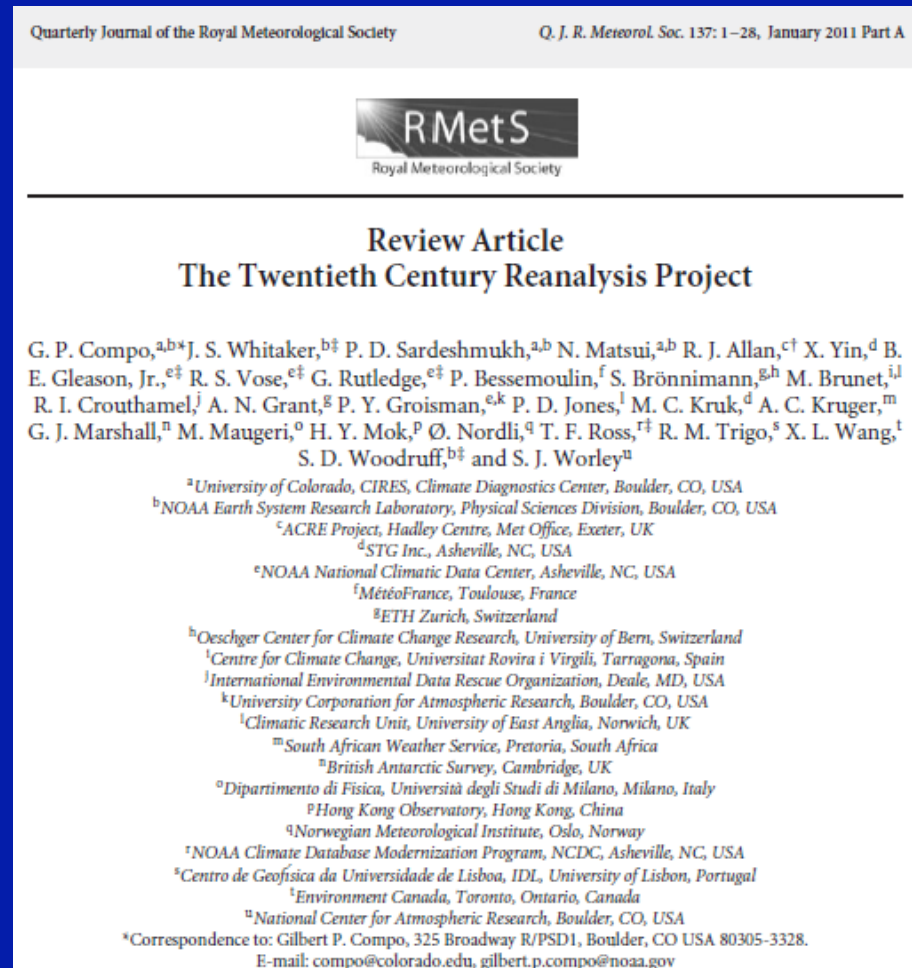 Quarterly Journal of the Royal Meteorological Society Q. J. R. Meteorol. Soc. 137: 1–28, January 2011 Part A
RMetS
Royal Meteorological Society
Review Article
The Twentieth Century Reanalysis Project
G. P. Compo,a,b* J. S. Whitaker,b‡ P. D. Sardeshmukh,a,b N. Matsui,a,b R. J. Allan,c† X. Yin,d B.
E. Gleason, Jr.,e‡ R. S. Vose,e‡ G. Rutledge,e‡ P. Bessemoulin,f S. Brönnimann,g,h M. Brunet,i,l
R. I. Crouthamel,j A. N. Grant,g P. Y. Groisman,e,k P. D. Jones,l M. C. Kruk,d A. C. Kruger,m
G. J. Marshall,n M. Maugeri,o H. Y. Mok,p Ø. Nordli,q T. F. Ross,r‡ R. M. Trigo,s X. L. Wang,t
S. D. Woodruff,b‡ and S. J. Worleyu
aUniversity of Colorado, CIRES, Climate Diagnostics Center, Boulder, CO, USA
bNOAA Earth System Research Laboratory, Physical Sciences Division, Boulder, CO, USA
cACRE Project, Hadley Centre, Met Office, Exeter, UK
dSTG Inc., Asheville, NC, USA
eNOAA National Climatic Data Center, Asheville, NC, USA
fMétéoFrance, Toulouse, France
gETH Zurich, Switzerland
hOeschger Center for Climate Change Research, University of Bern, Switzerland
iCentre for Climate Change, Universitat Rovira i Virgili, Tarragona, Spain
jInternational Environmental Data Rescue Organization, Deale, MD, USA
kUniversity Corporation for Atmospheric Research, Boulder, CO, USA
lClimatic Research Unit, University of East Anglia, Norwich, UK
mSouth African Weather Service, Pretoria, South Africa
nBritish Antarctic Survey, Cambridge, UK
oDipartimento di Fisica, Università degli Studi di Milano, Milano, Italy
pHong Kong Observatory, Hong Kong, China
qNorwegian Meteorological Institute, Oslo, Norway
rNOAA Climate Database Modernization Program, NCDC, Asheville, NC, USA
sCentro de Geofísica da Universidade de Lisboa, IDL, University of Lisbon, Portugal
tEnvironment Canada, Toronto, Ontario, Canada
uNational Center for Atmospheric Research, Boulder, CO, USA
*Correspondence to: Gilbert P. Compo, 325 Broadway R/PSD1, Boulder, CO USA 80305-3328.
E-mail: compo@colorado.edu, gilbert.p.compo@noaa.gov